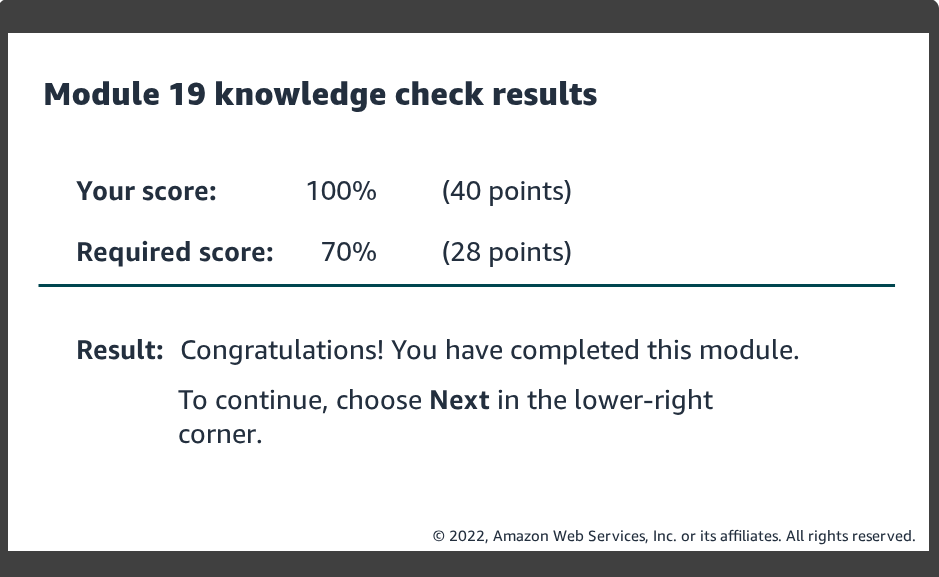 Module 19 knowledge check results
Your score: 100% (40 points)
Required score: 70% (28 points)
Result: Congratulations! You have completed this module.
To continue, choose Next in the lower-right
corner.
© 2022, Amazon Web Services, Inc. or its affiliates. All rights reserved.